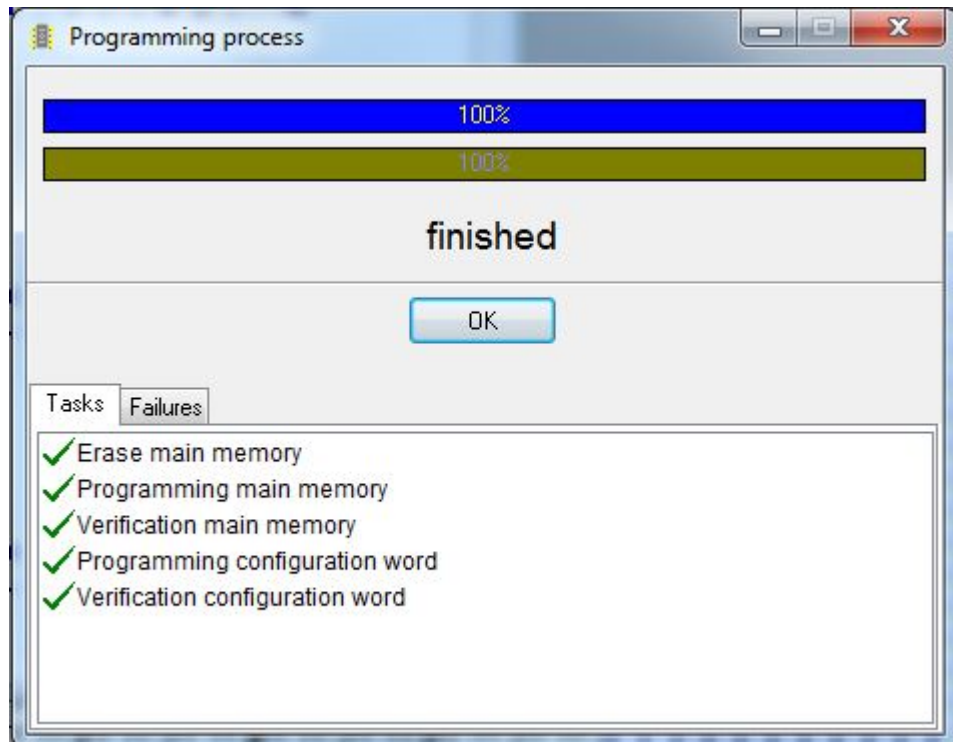 Programming process
100%
100%
finished
OK
Tasks Failures
Erase main memory
Programming main memory
Verification main memory
Programming configuration word
Verification configuration word